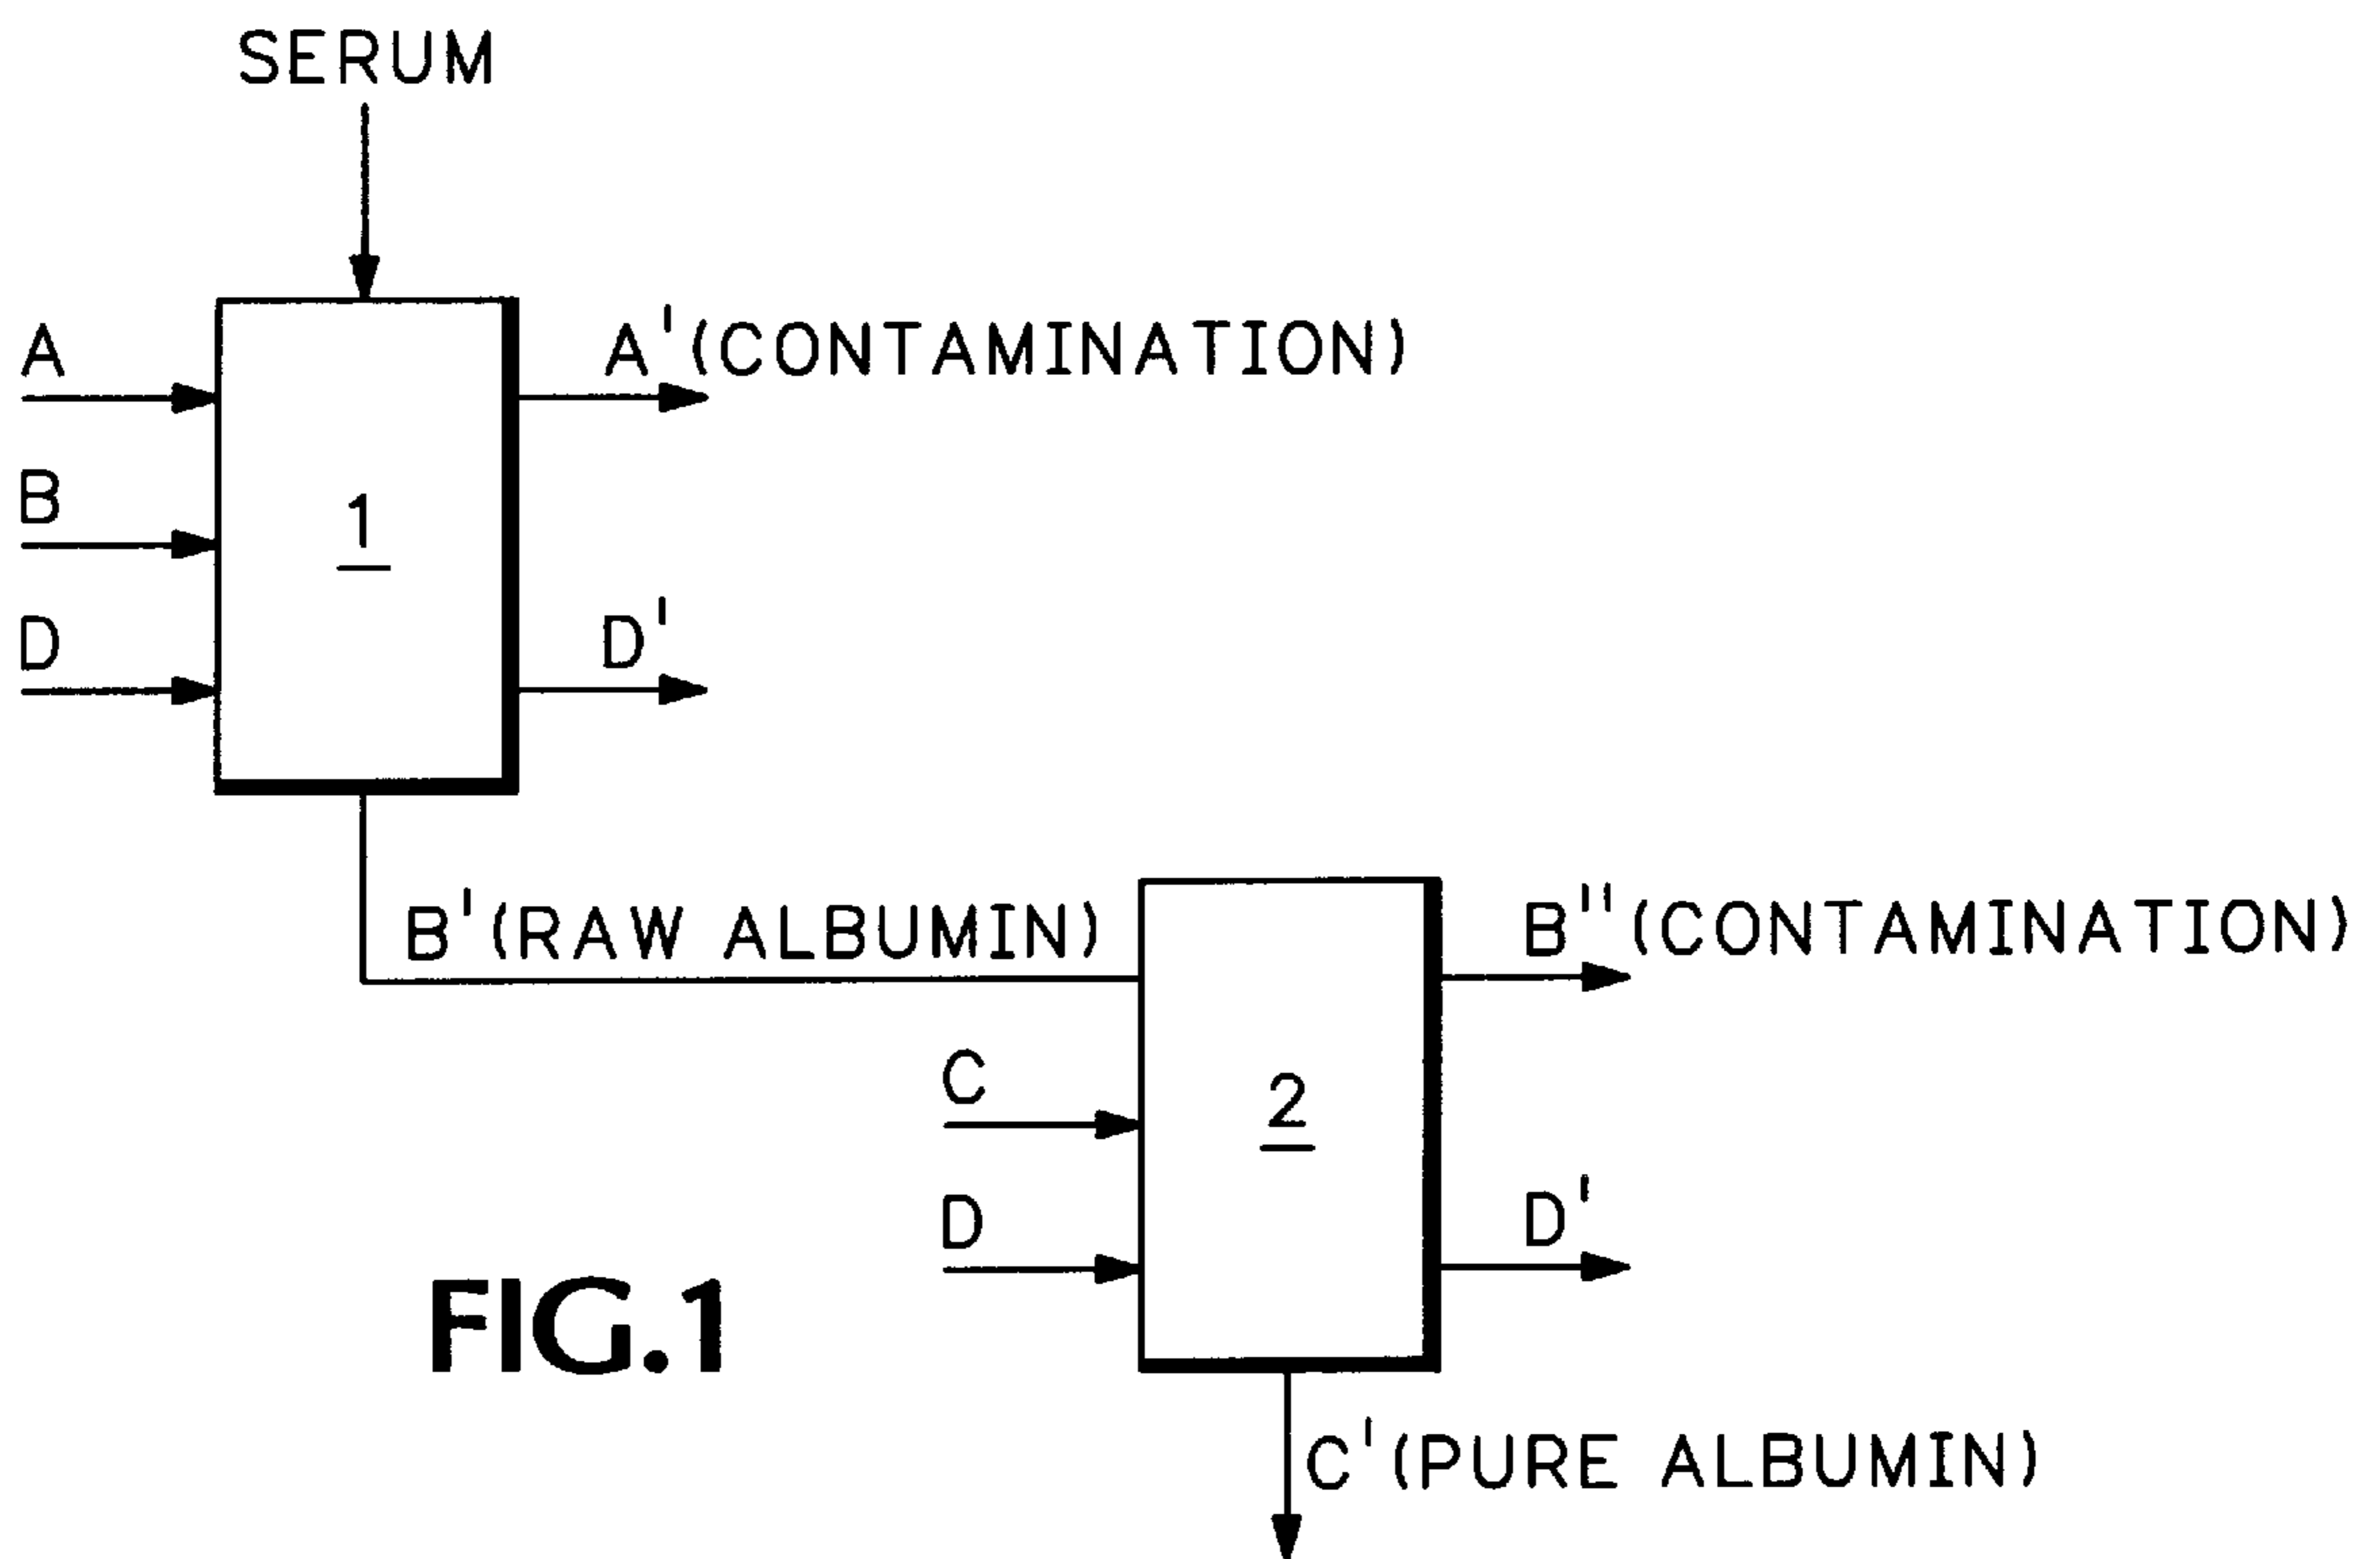 SERUM
A
A'(CONTAMINATION)
B
1
D
D'
B'(RAW ALBUMIN)
B''(CONTAMINATION)
C
2
D
D'
FIG.1
C'(PURE ALBUMIN)